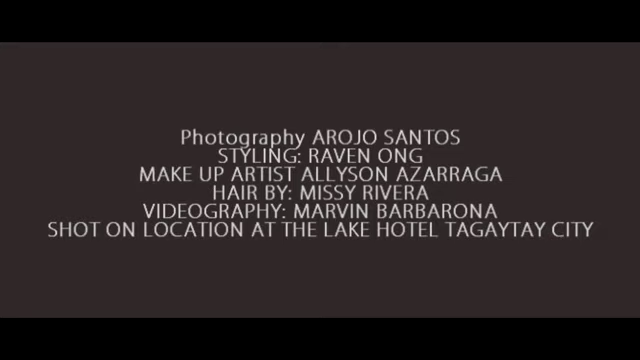 Photography AROJO SANTOS
STYLING: RAVEN ONG
MAKE UP ARTIST ALLYSON AZARRAGA
HAIR BY: MISSY RIVERA
VIDEOGRAPHY: MARVIN BARBARONA
SHOT ON LOCATION AT THE LAKE HOTEL TAGAYTAY CITY